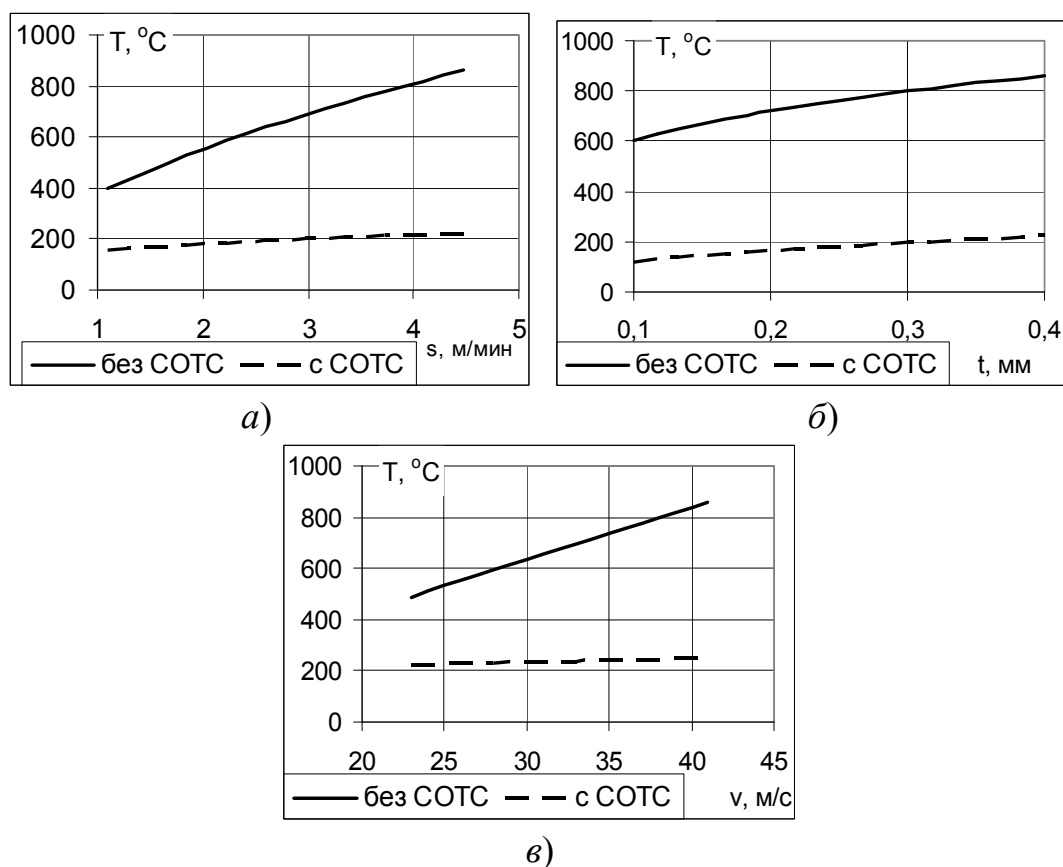 1000
T, °C
800
600
400
200
0
1 2 3 4 5
s, м/мин
без СОТС с СОТС
а)
1000
T, °C
800
600
400
200
0
0,1 0,2 0,3 0,4
без СОТС с СОТС t, мм
б)
1000
T, °C
800
600
400
200
0
20 25 30 35 40 45
без СОТС с СОТС v, м/с
в)